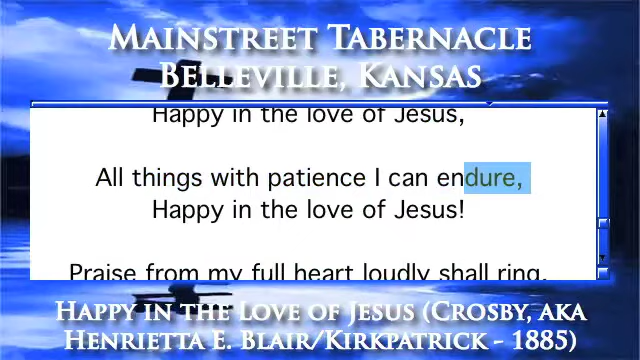 Mainstreet Tabernacle
Belleville, Kansas
Happy in the love of Jesus,
All things with patience I can endure,
Happy in the love of Jesus!
Praise from my full heart loudly shall ring,
Happy in the Love of Jesus (Crosby, aka
Henrietta E. Blair/Kirkpatrick - 1885)